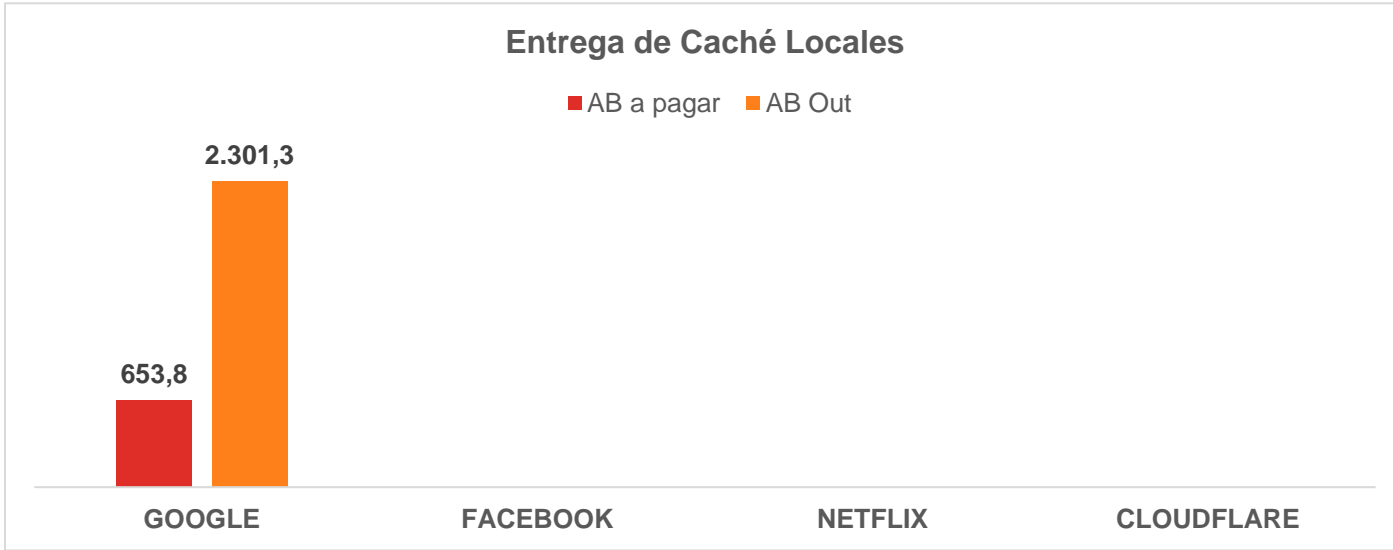 Entrega de Caché Locales
AB a pagar AB Out
2.301,3
653,8
GOOGLE FACEBOOK NETFLIX CLOUDFLARE